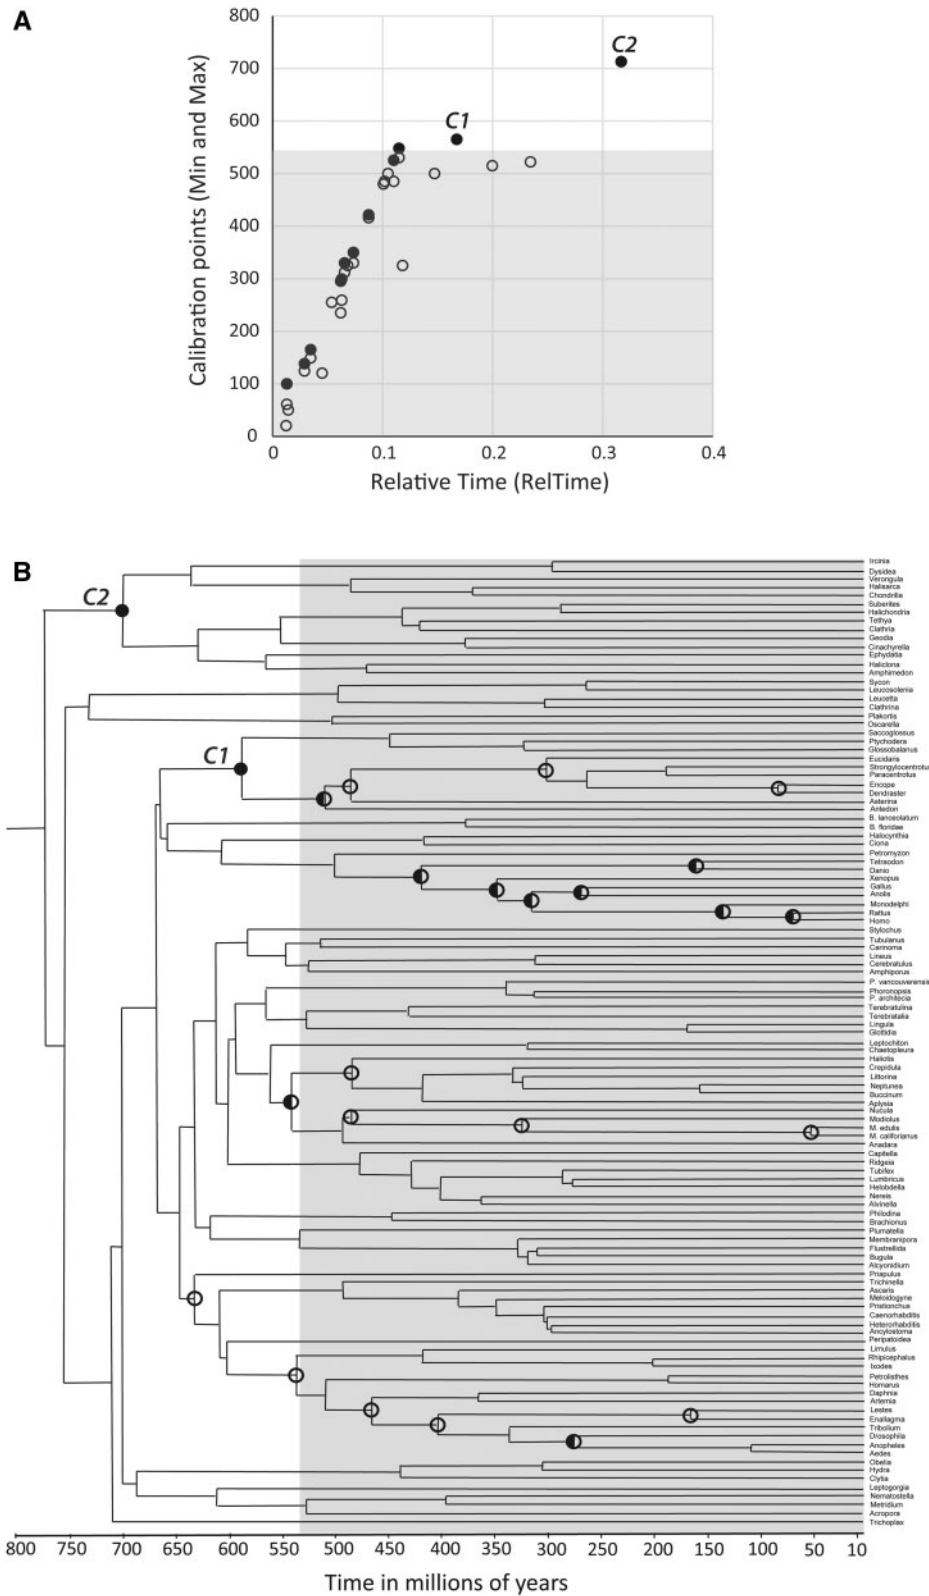 A
800
700
600
500
400
300
200
100
0
Calibration points (Min and Max)
C2
C1
0 0.1 0.2 0.3 0.4
Relative Time (RelTime)
B
C2
C1
Ircinia
Dysidea
Verongula
Halisarca
Chondrilla
Suberites
Halichondria
Tethya
Clathria
Geodia
Cinachyrella
Ephydatia
Haliclona
Amphimedon
Sycon
Leucosolenia
Leucetta
Clathrina
Plakortis
Oscarella
Saccoglossus
Ptychodera
Glossobalanus
Eucidaris
Strongylocentrotu
Paracentrotus
Encope
Dendraster
Asterina
Antedon
B. lanceolatum
B. floridae
Halocynthia
Ciona
Petromyzon
Tetraodon
Danio
Xenopus
Gallus
Anolis
Monodelphi
Rattus
Homo
Stylochus
Tubulanus
Carinoma
Lineus
Cerebratulus
Amphiporus
P. vancouverensis
Phoronopsis
P. architecta
Terebratulina
Terebratalia
Lingula
Glottidia
Leptochiton
Chaetopleura
Haliotis
Crepidula
Littorina
Neptunea
Buccinum
Aplysia
Nucula
Modiolus
M. edulis
M. califorianus
Anadara
Capitella
Ridgeia
Tubifex
Lumbricus
Helobdella
Nereis
Alvinella
Philodina
Brachionus
Plumatella
Membranipora
Flustrellida
Bugula
Alcyonidium
Priapulus
Trichinella
Ascaris
Meloidogyne
Pristionchus
Caenorhabditis
Heterorhabditis
Ancylostoma
Peripatoidea
Limulus
Rhipicephalus
Ixodes
Petrolisthes
Homarus
Daphnia
Artemia
Lestes
Enallagma
Tribolium
Drosophila
Anopheles
Aedes
Obelia
Hydra
Clytia
Leptogorgia
Nematostella
Metridium
Acropora
Trichoplax
800 700 650 600 550 500 450 400 350 300 250 200 150 100 50 10
Time in millions of years